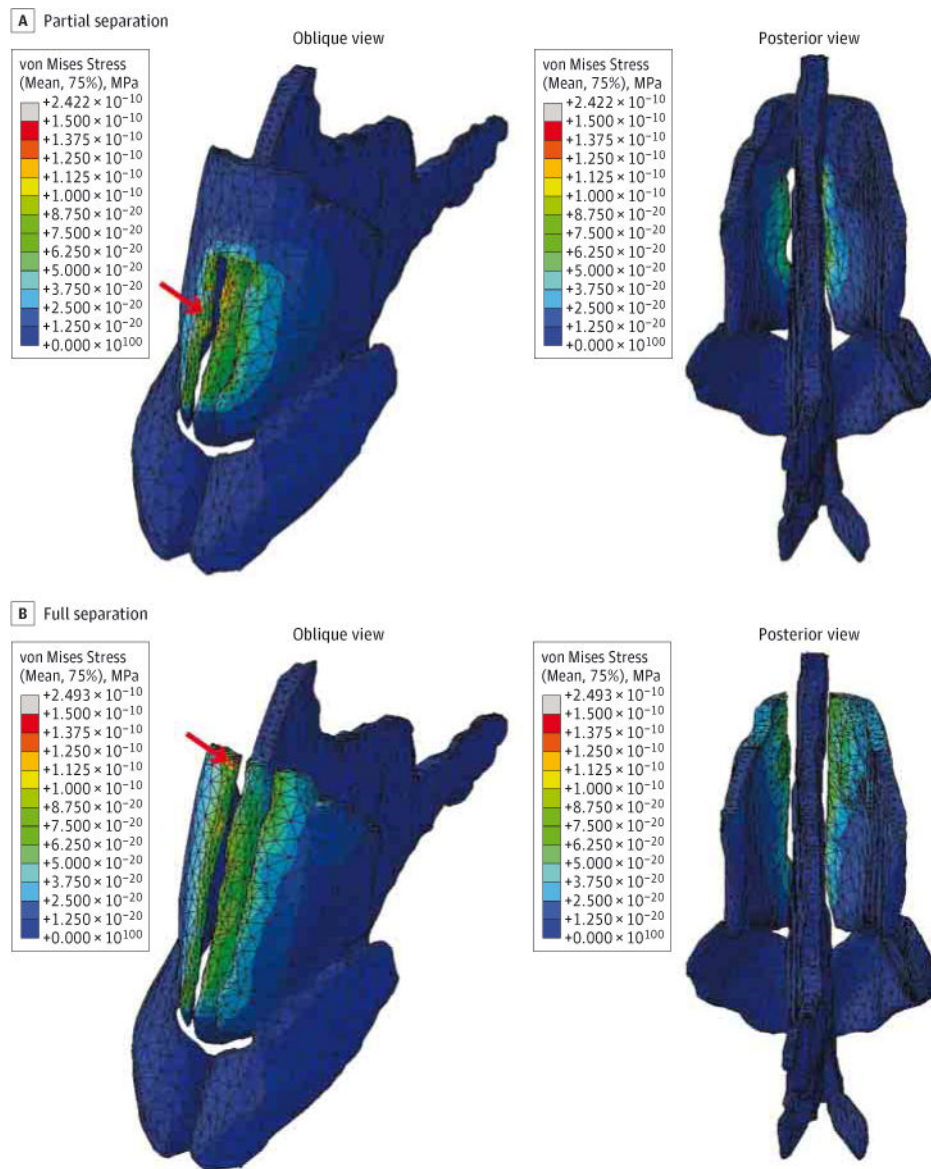 A Partial separation
Oblique view
Posterior view
von Mises Stress
(Mean, 75%), MPa
+2.422 × 10⁻¹⁰
+1.500 × 10⁻¹⁰
+1.375 × 10⁻¹⁰
+1.250 × 10⁻¹⁰
+1.125 × 10⁻¹⁰
+1.000 × 10⁻¹⁰
+8.750 × 10⁻²⁰
+7.500 × 10⁻²⁰
+6.250 × 10⁻²⁰
+5.000 × 10⁻²⁰
+3.750 × 10⁻²⁰
+2.500 × 10⁻²⁰
+1.250 × 10⁻²⁰
+0.000 × 10¹⁰⁰
von Mises Stress
(Mean, 75%), MPa
+2.422 × 10⁻¹⁰
+1.500 × 10⁻¹⁰
+1.375 × 10⁻¹⁰
+1.250 × 10⁻¹⁰
+1.125 × 10⁻¹⁰
+1.000 × 10⁻¹⁰
+8.750 × 10⁻²⁰
+7.500 × 10⁻²⁰
+6.250 × 10⁻²⁰
+5.000 × 10⁻²⁰
+3.750 × 10⁻²⁰
+2.500 × 10⁻²⁰
+1.250 × 10⁻²⁰
+0.000 × 10¹⁰⁰
B Full separation
Oblique view
Posterior view
von Mises Stress
(Mean, 75%), MPa
+2.493 × 10⁻¹⁰
+1.500 × 10⁻¹⁰
+1.375 × 10⁻¹⁰
+1.250 × 10⁻¹⁰
+1.125 × 10⁻¹⁰
+1.000 × 10⁻¹⁰
+8.750 × 10⁻²⁰
+7.500 × 10⁻²⁰
+6.250 × 10⁻²⁰
+5.000 × 10⁻²⁰
+3.750 × 10⁻²⁰
+2.500 × 10⁻²⁰
+1.250 × 10⁻²⁰
+0.000 × 10¹⁰⁰
von Mises Stress
(Mean, 75%), MPa
+2.493 × 10⁻¹⁰
+1.500 × 10⁻¹⁰
+1.375 × 10⁻¹⁰
+1.250 × 10⁻¹⁰
+1.125 × 10⁻¹⁰
+1.000 × 10⁻¹⁰
+8.750 × 10⁻²⁰
+7.500 × 10⁻²⁰
+6.250 × 10⁻²⁰
+5.000 × 10⁻²⁰
+3.750 × 10⁻²⁰
+2.500 × 10⁻²⁰
+1.250 × 10⁻²⁰
+0.000 × 10¹⁰⁰